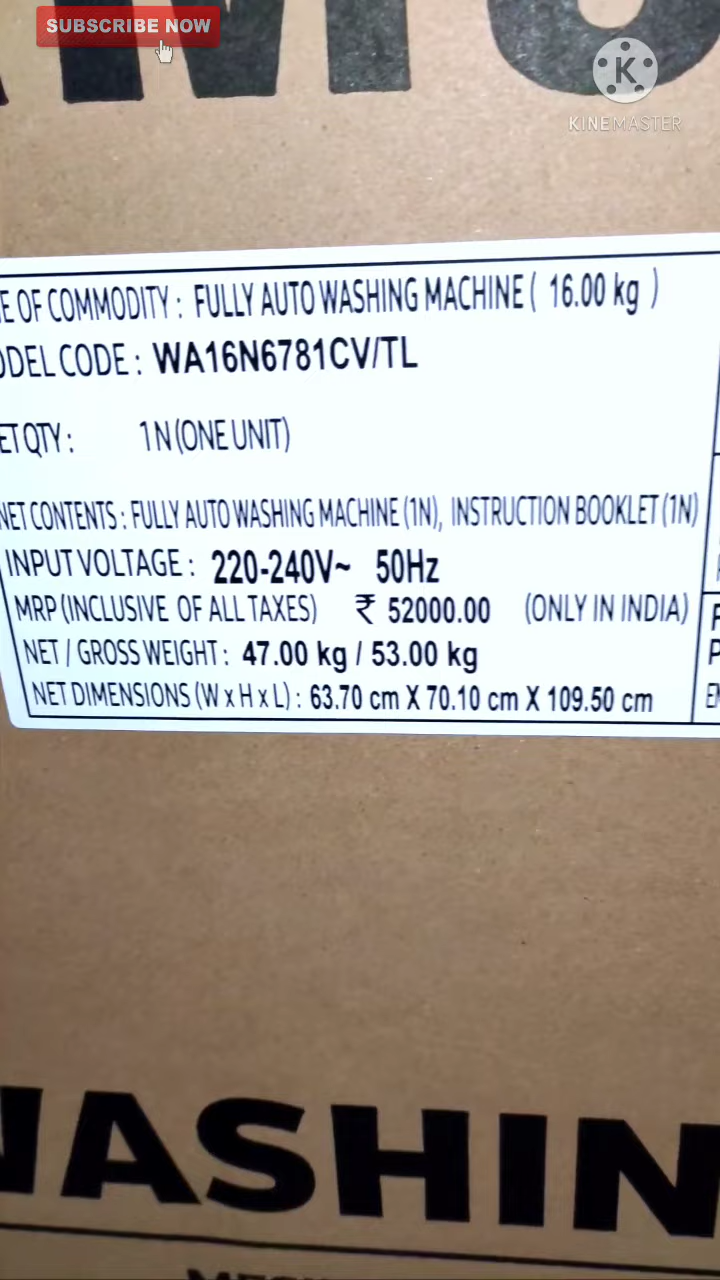 SUBSCRIBE NOW
K
KINEMASTER
E OF COMMODITY : FULLY AUTO WASHING MACHINE ( 16.00 kg )
ODEL CODE : WA16N6781CV/TL
ET QTY : 1 N (ONE UNIT)
NET CONTENTS : FULLY AUTO WASHING MACHINE (1N), INSTRUCTION BOOKLET (1N)
INPUT VOLTAGE : 220-240V~ 50Hz
MRP (INCLUSIVE OF ALL TAXES) ₹ 52000.00 (ONLY IN INDIA)
NET / GROSS WEIGHT : 47.00 kg / 53.00 kg
NET DIMENSIONS (W x H x L) : 63.70 cm X 70.10 cm X 109.50 cm
WASHIN